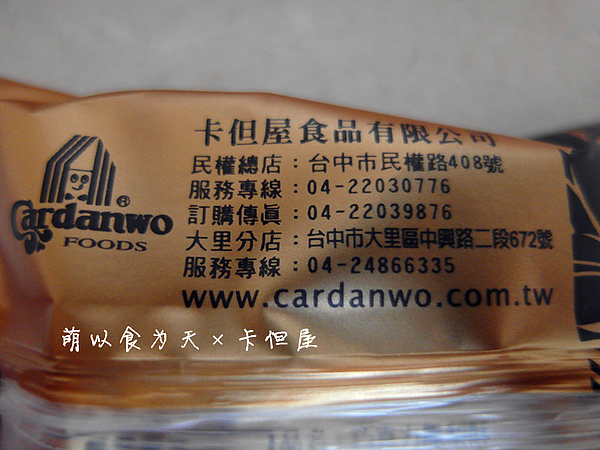 卡但屋食品有限公司
民權總店：台中市民權路408號
服務專線：04-22030776
訂購傳眞：04-22039876
大里分店：台中市大里區中興路二段672號
服務專線：04-24866335
www.cardanwo.com.tw
Cardanwo®
FOODS
萌以食为天×卡但屋